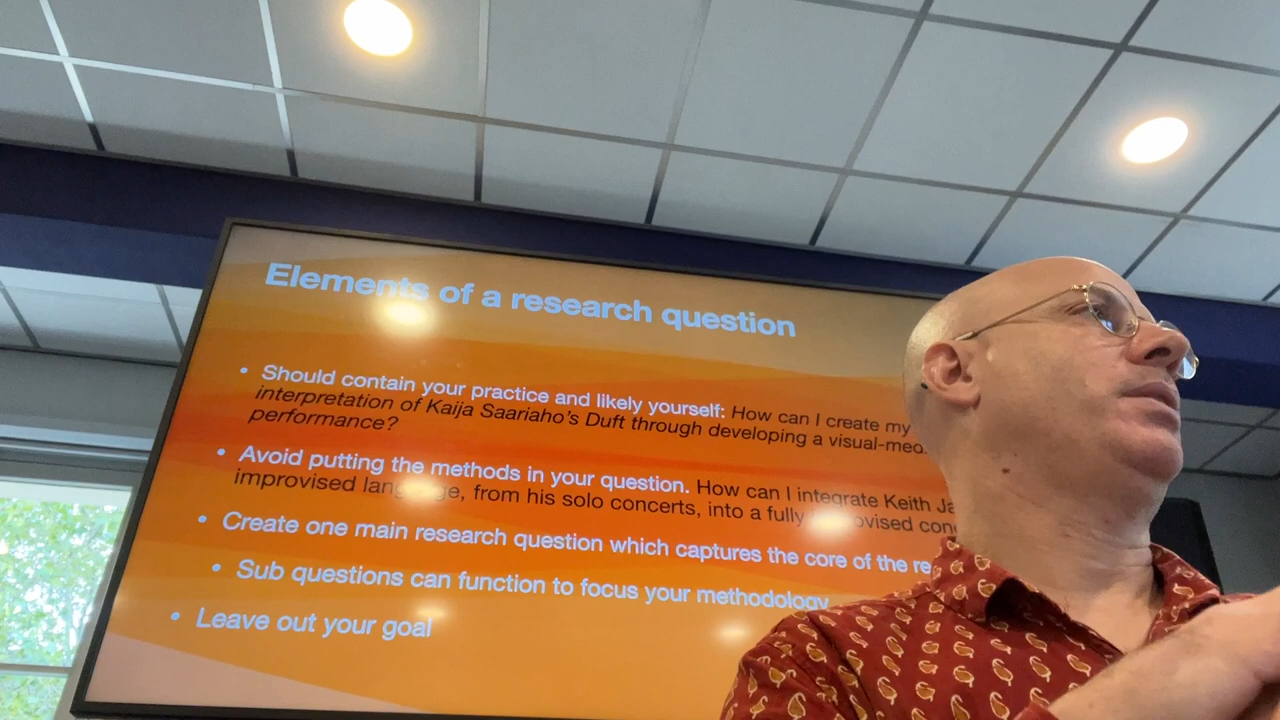 Elements of a research question
• Should contain your practice and likely yourself: How can I create my
interpretation of Kaija Saariaho's Duft through developing a visual-med
performance?
• Avoid putting the methods in your question. How can I integrate Keith Ja
improvised language, from his solo concerts, into a fully improvised con
• Create one main research question which captures the core of the re
• Sub questions can function to focus your methodology
• Leave out your goal